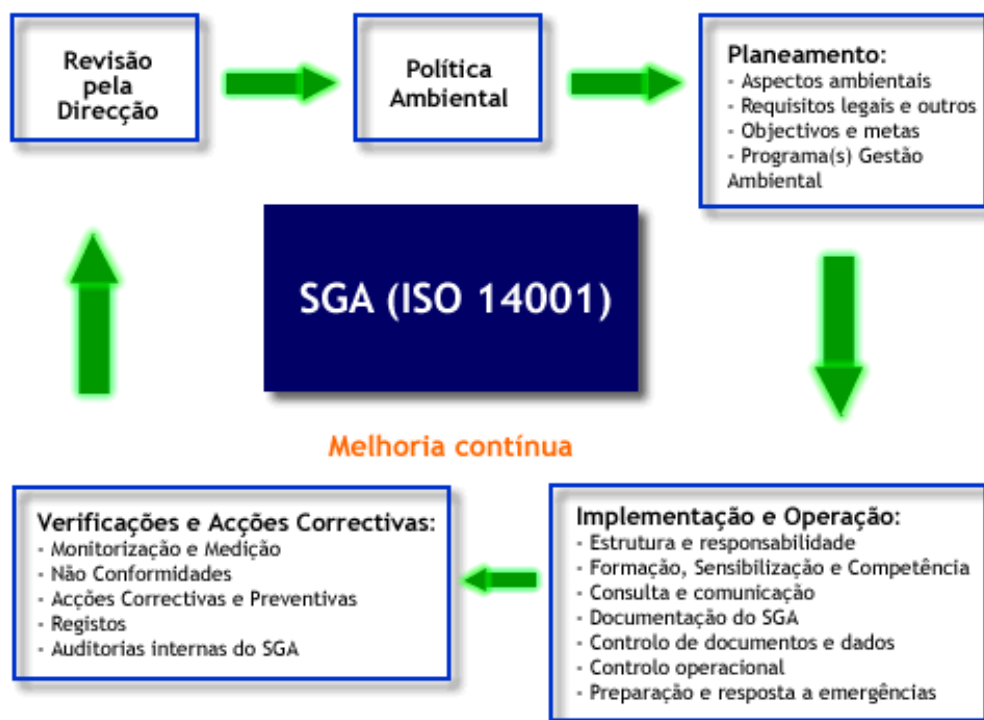 Revisão
pela
Direcção
Política
Ambiental
Planeamento:
- Aspectos ambientais
- Requisitos legais e outros
- Objectivos e metas
- Programa(s) Gestão
Ambiental
SGA (ISO 14001)
Melhoria contínua
Verificações e Acções Correctivas:
- Monitorização e Medição
- Não Conformidades
- Acções Correctivas e Preventivas
- Registos
- Auditorias internas do SGA
Implementação e Operação:
- Estrutura e responsabilidade
- Formação, Sensibilização e Competência
- Consulta e comunicação
- Documentação do SGA
- Controlo de documentos e dados
- Controlo operacional
- Preparação e resposta a emergências